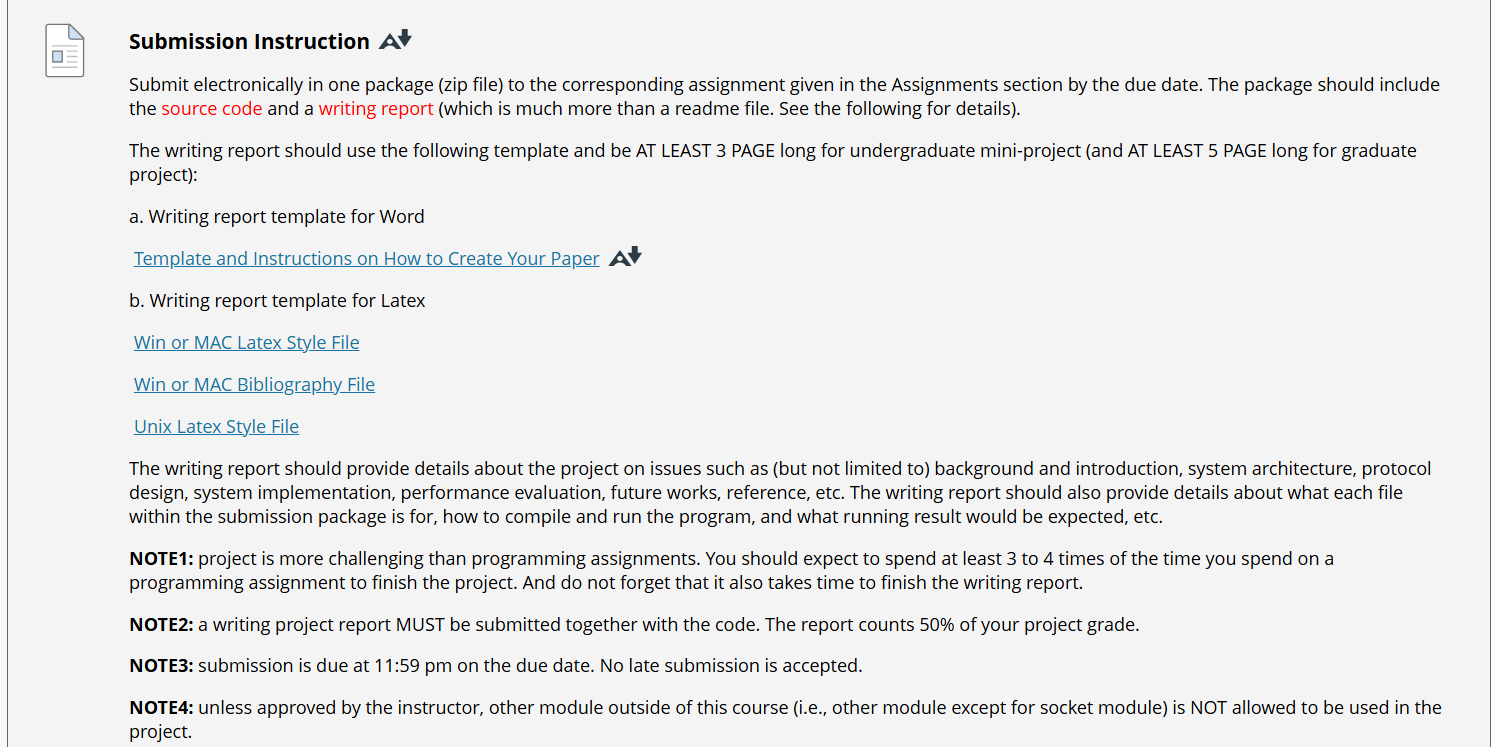 Submission Instruction
Submit electronically in one package (zip file) to the corresponding assignment given in the Assignments section by the due date. The package should include
the source code and a writing report (which is much more than a readme file. See the following for details).
The writing report should use the following template and be AT LEAST 3 PAGE long for undergraduate mini-project (and AT LEAST 5 PAGE long for graduate
project):
a. Writing report template for Word
Template and Instructions on How to Create Your Paper
b. Writing report template for Latex
Win or MAC Latex Style File
Win or MAC Bibliography File
Unix Latex Style File
The writing report should provide details about the project on issues such as (but not limited to) background and introduction, system architecture, protocol
design, system implementation, performance evaluation, future works, reference, etc. The writing report should also provide details about what each file
within the submission package is for, how to compile and run the program, and what running result would be expected, etc.
NOTE1: project is more challenging than programming assignments. You should expect to spend at least 3 to 4 times of the time you spend on a
programming assignment to finish the project. And do not forget that it also takes time to finish the writing report.
NOTE2: a writing project report MUST be submitted together with the code. The report counts 50% of your project grade.
NOTE3: submission is due at 11:59 pm on the due date. No late submission is accepted.
NOTE4: unless approved by the instructor, other module outside of this course (i.e., other module except for socket module) is NOT allowed to be used in the
project.